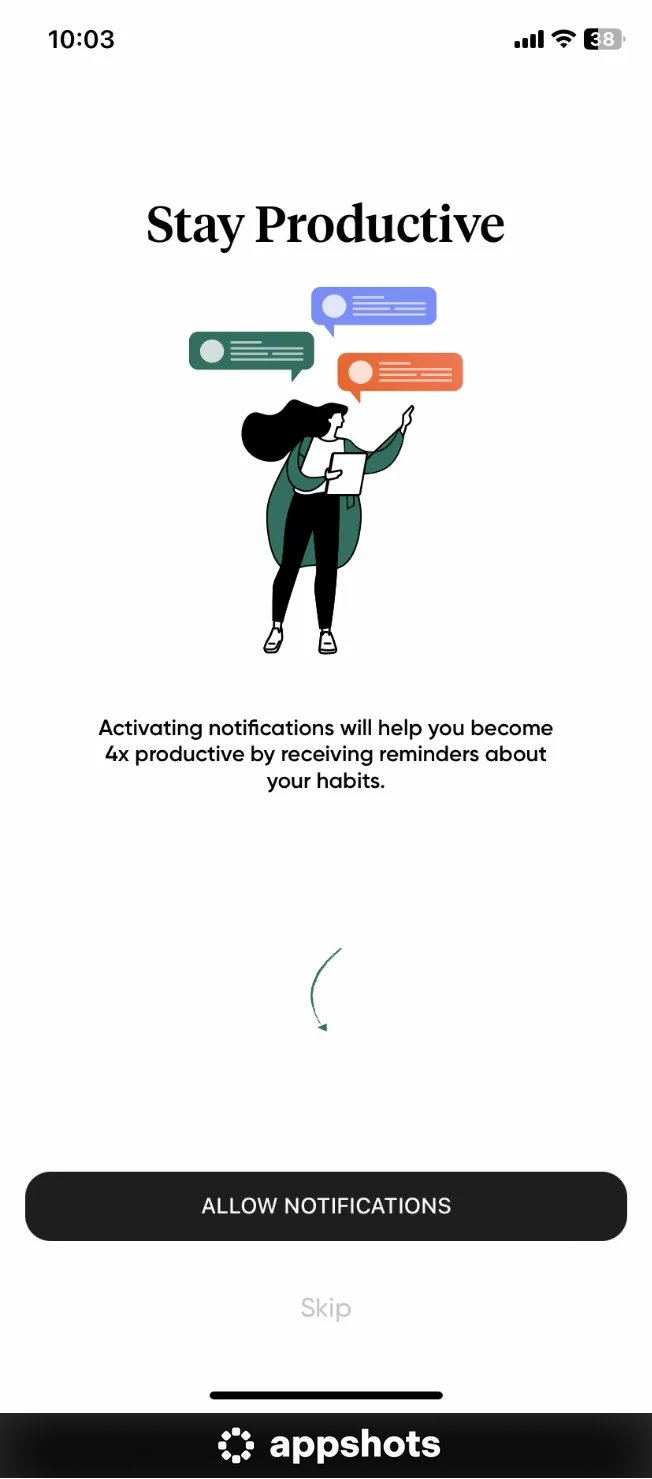 10:03
38
Stay Productive
Activating notifications will help you become
4x productive by receiving reminders about
your habits.
ALLOW NOTIFICATIONS
Skip
appshots